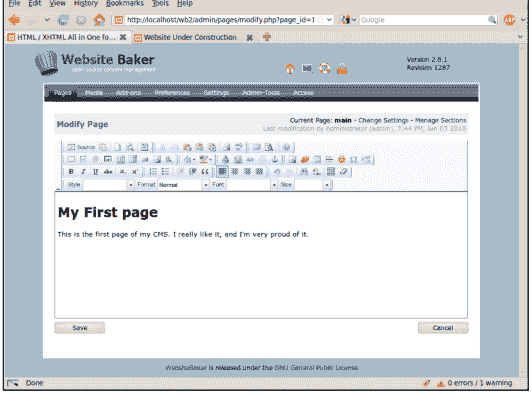 File Edit View History Bookmarks Tools Help
http://localhost/wb2/admin/pages/modify.php?page_id=1 Google
HTML / XHTML All in One fo... Website Under Construction
Website Baker
open source content management
Version 2.8.1
Revision 1287
Pages Media Add-ons Preferences Settings Admin-Tools Access
Modify Page
Current Page: main - Change Settings - Manage Sections
Last modification by Administrator (admin), 7:44 PM, Jun 03 2010
Source
B I U abc x₂ x²
Style Format Normal Font Size
My First page
This is the first page of my CMS. I really like it, and I'm very proud of it.
Save Cancel
WebsiteBaker is released under the GNU General Public License
Done 0 errors / 1 warning